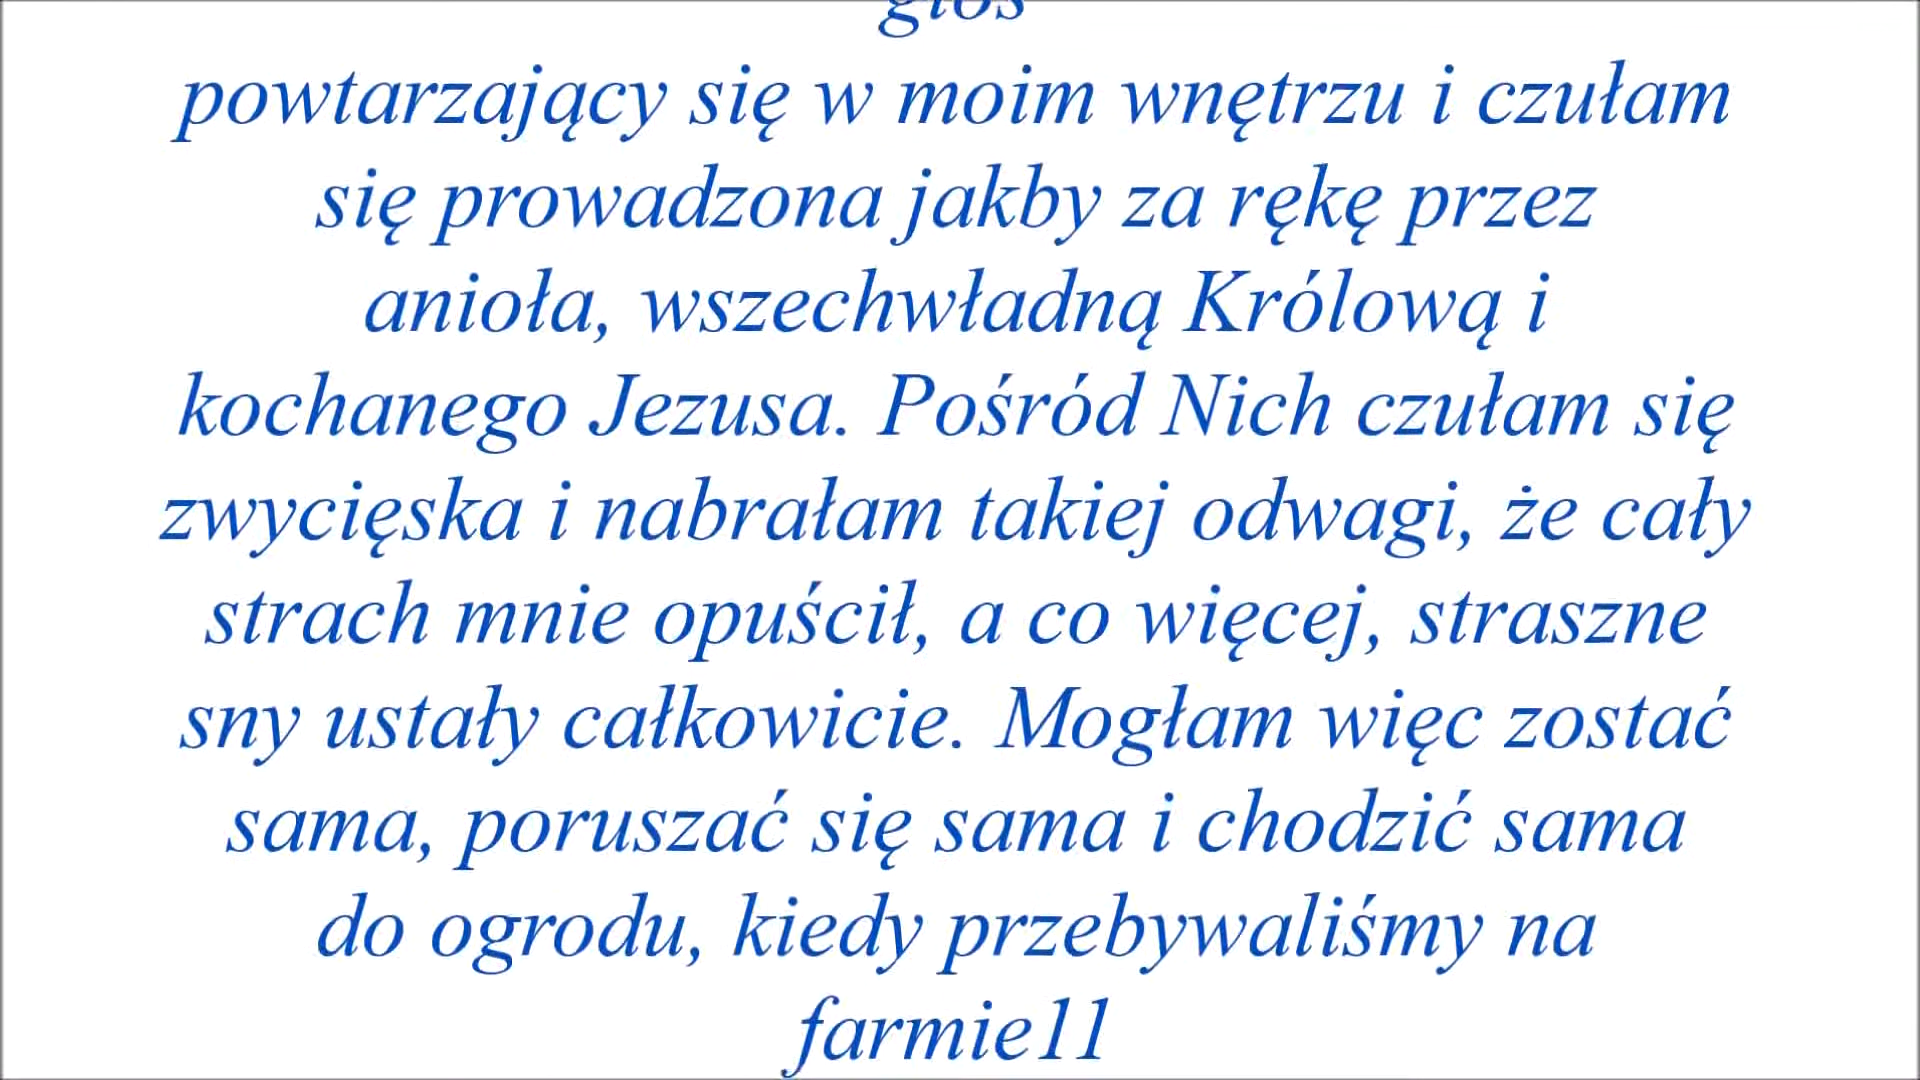 głos
powtarzający się w moim wnętrzu i czułam
się prowadzona jakby za rękę przez
anioła, wszechwładną Królową i
kochanego Jezusa. Pośród Nich czułam się
zwycięska i nabrałam takiej odwagi, że cały
strach mnie opuścił, a co więcej, straszne
sny ustały całkowicie. Mogłam więc zostać
sama, poruszać się sama i chodzić sama
do ogrodu, kiedy przebywaliśmy na
farmie11